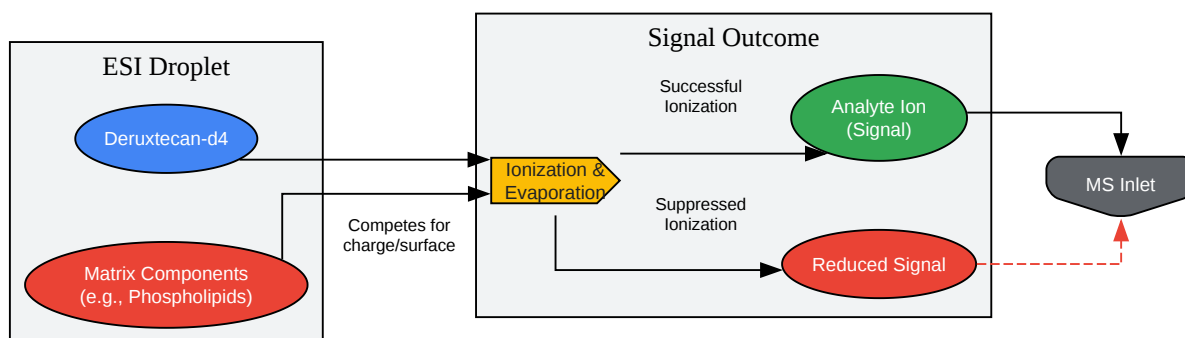 ESI Droplet
Deruxtecan-d4
Matrix Components
(e.g., Phospholipids)
Competes for
charge/surface
Signal Outcome
Ionization &
Evaporation
Successful
Ionization
Suppressed
Ionization
Analyte Ion
(Signal)
Reduced Signal
MS Inlet